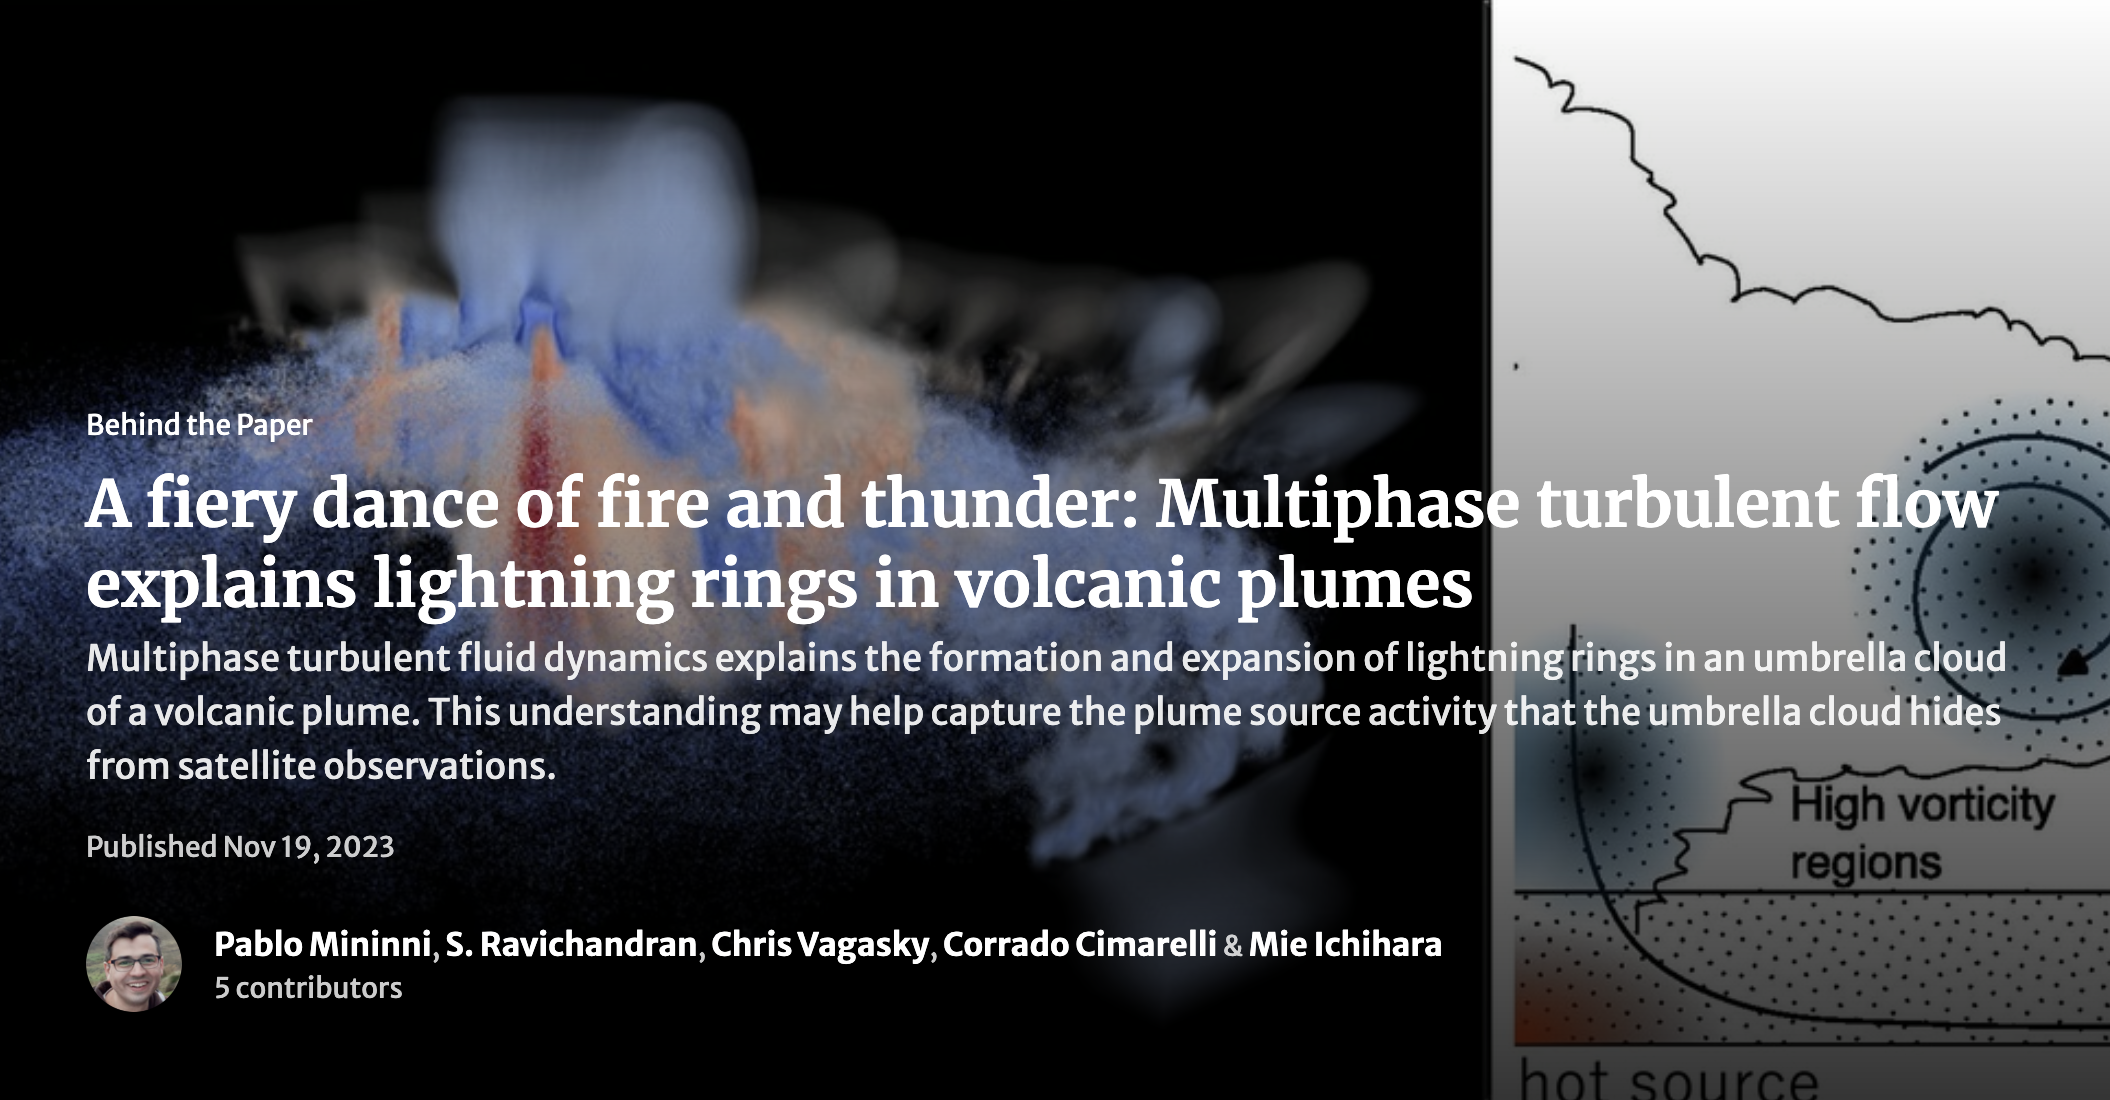 Behind the Paper
A fiery dance of fire and thunder: Multiphase turbulent flow
explains lightning rings in volcanic plumes
Multiphase turbulent fluid dynamics explains the formation and expansion of lightning rings in an umbrella cloud
of a volcanic plume. This understanding may help capture the plume source activity that the umbrella cloud hides
from satellite observations.
High vorticity
regions
Published Nov 19, 2023
Pablo Mininni, S. Ravichandran, Chris Vagasky, Corrado Cimarelli & Mie Ichihara
5 contributors
hot source